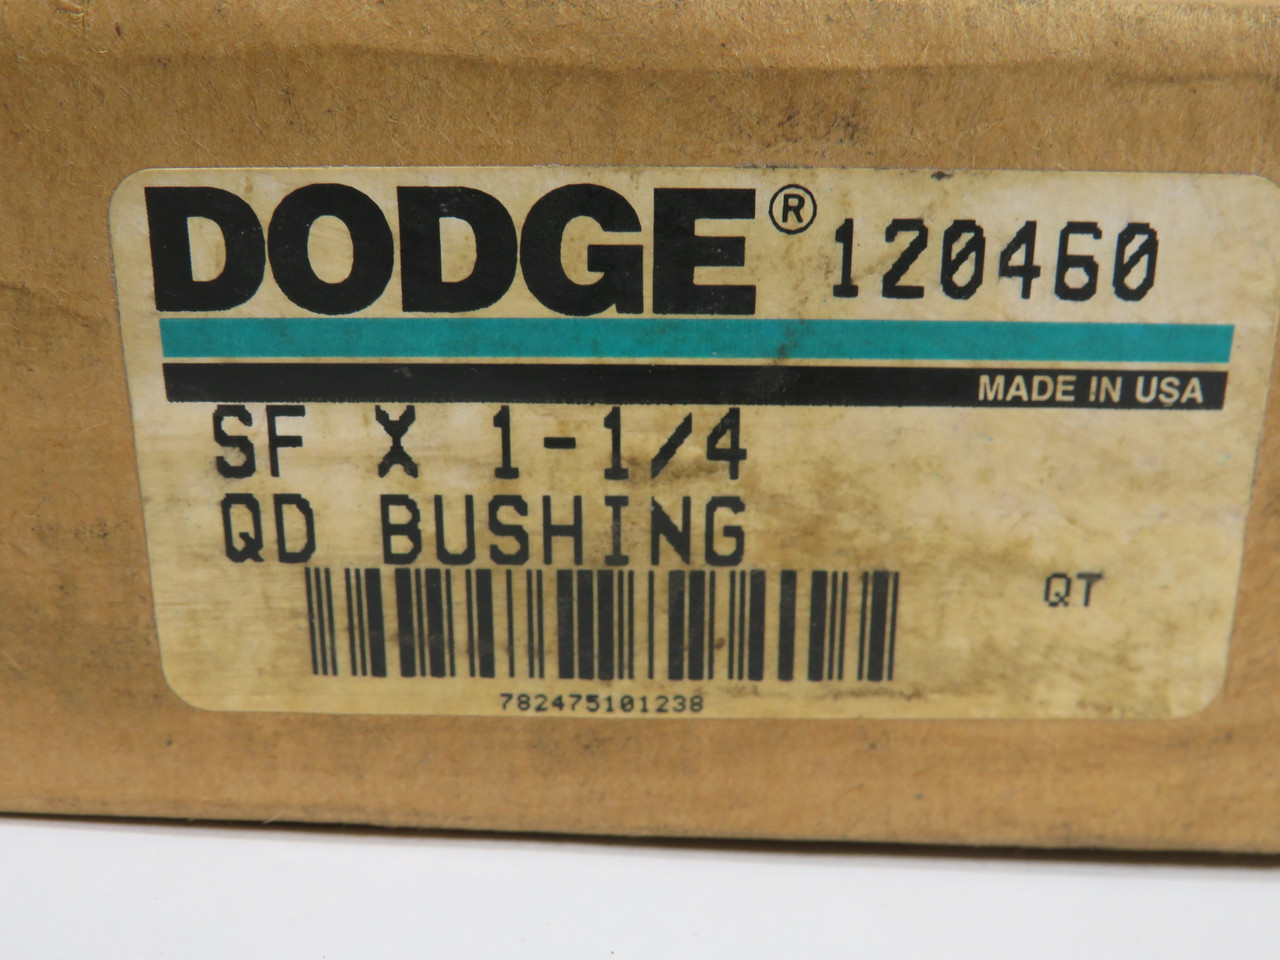 DODGE® 120460
MADE IN USA
SF X 1-1/4
QD BUSHING
QT
782475101238